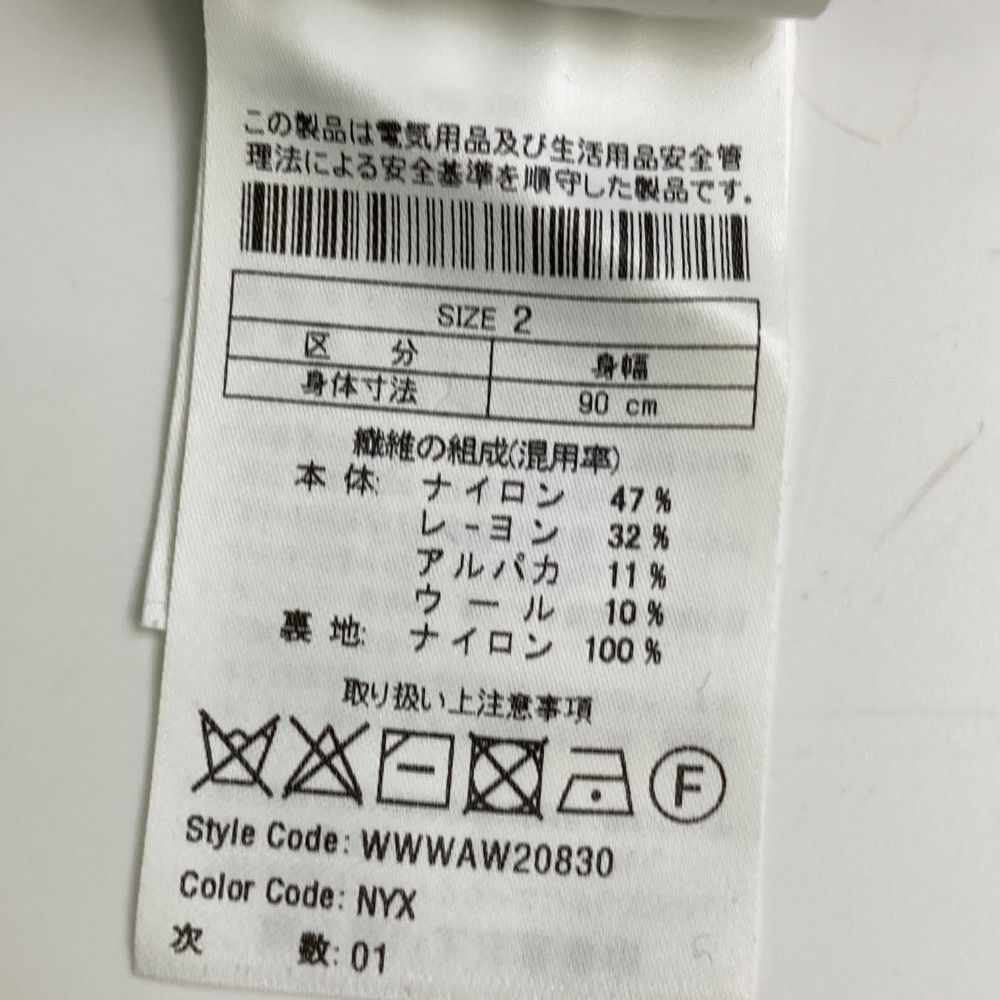 この製品は電気用品及び生活用品安全管
理法による安全基準を順守した製品です.
SIZE 2
区 分 身幅
身体寸法 90 cm
繊維の組成(混用率)
本 体: ナイロン 47 %
レ-ヨン 32 %
アルパカ 11 %
ウール 10 %
裏 地: ナイロン 100 %
取り扱い上注意事項
F
Style Code: WWWAW20830
Color Code: NYX
次 数: 01